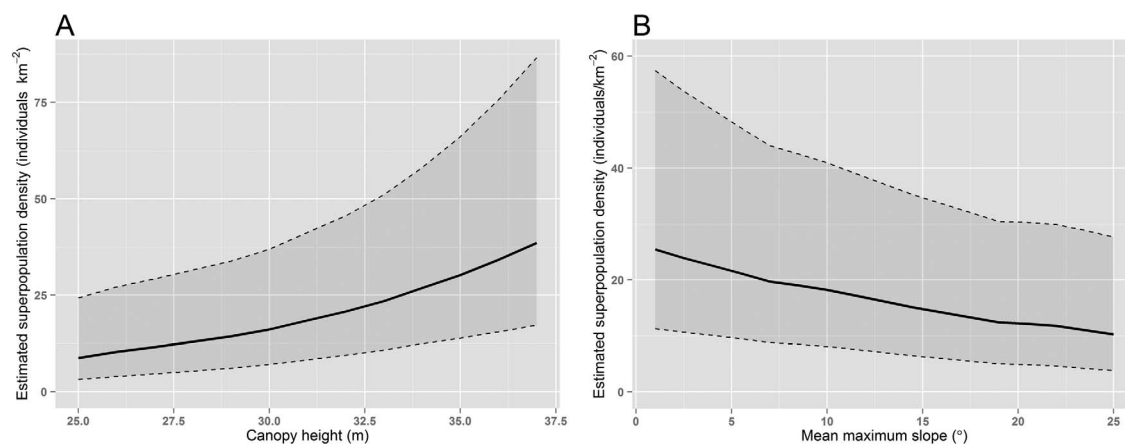 A
Estimated superpopulation density (individuals km⁻²)
75
50
25
0
25.0 27.5 30.0 32.5 35.0 37.5
Canopy height (m)
B
Estimated superpopulation density (individuals/km⁻²)
60
40
20
0
0 5 10 15 20 25
Mean maximum slope (°)